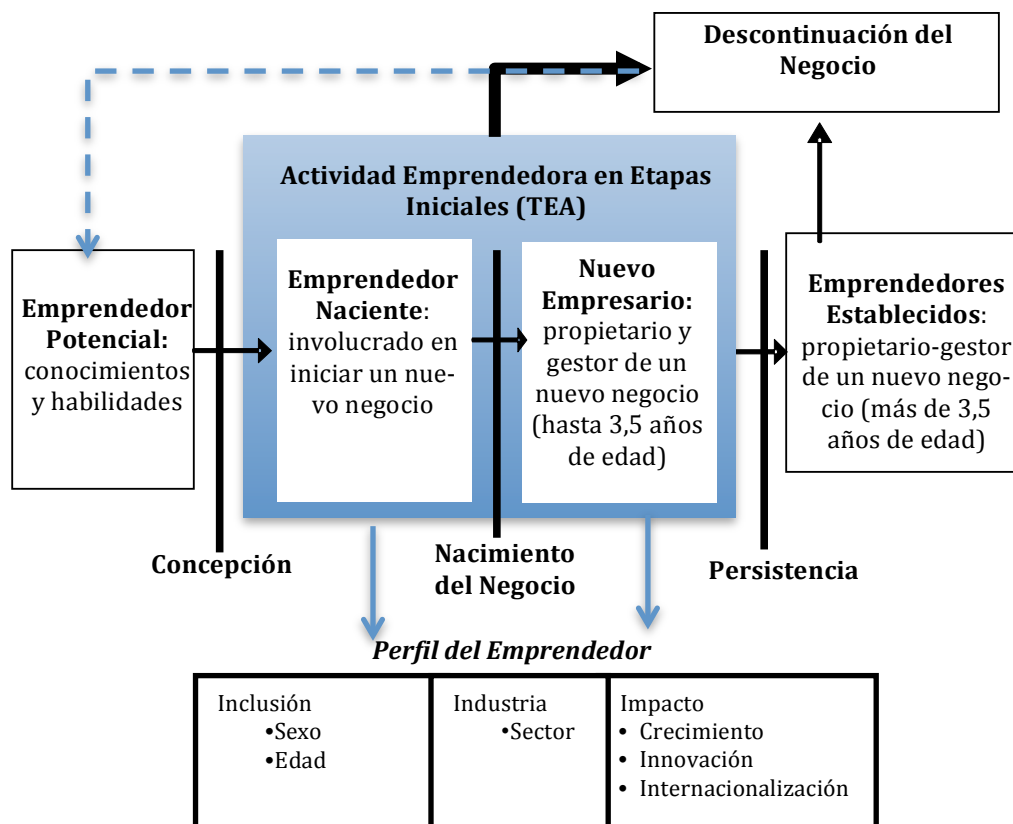 Descontinuación del
Negocio
Actividad Emprendedora en Etapas
Iniciales (TEA)
Emprendedor
Potencial:
conocimientos
y habilidades
Emprendedor
Naciente:
involucrado en
iniciar un nue-
vo negocio
Nuevo
Empresario:
propietario y
gestor de un
nuevo negocio
(hasta 3,5 años
de edad)
Emprendedores
Establecidos:
propietario-gestor
de un nuevo nego-
cio (más de 3,5
años de edad)
Concepción
Nacimiento
del Negocio
Persistencia
Perfil del Emprendedor
Inclusión
•Sexo
•Edad
Industria
•Sector
Impacto
• Crecimiento
• Innovación
• Internacionalización